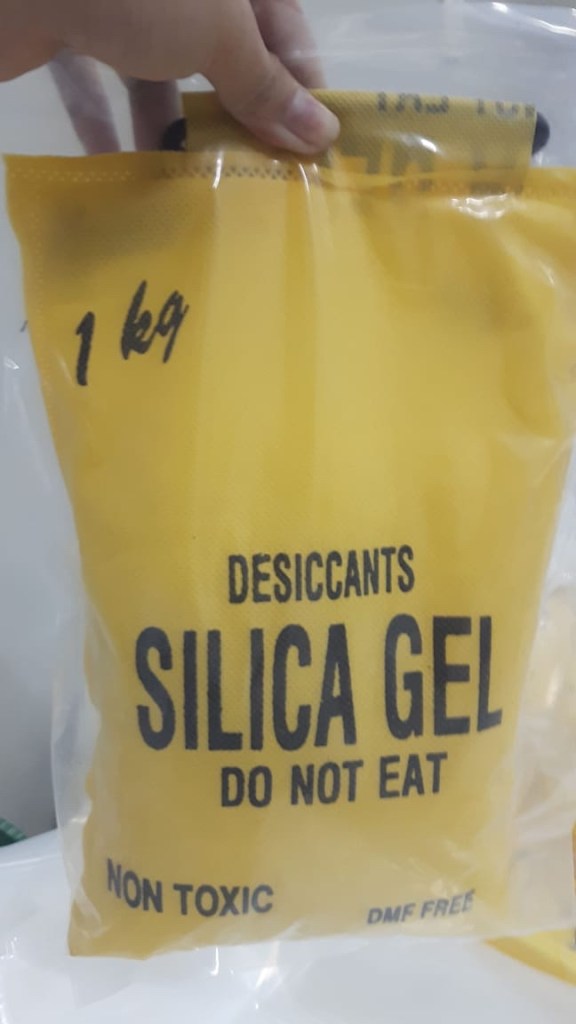 1 kg
DESICCANTS
SILICA GEL
DO NOT EAT
NON TOXIC
DMF FREE